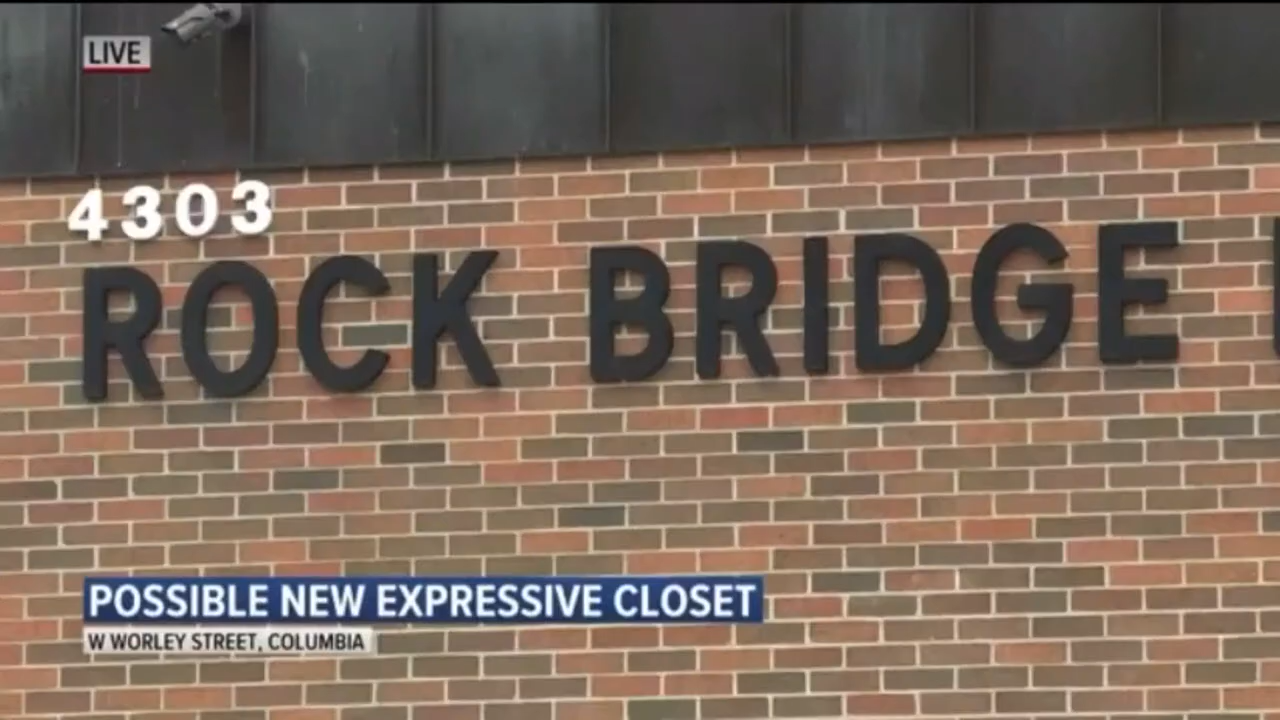 LIVE
4303
ROCK BRIDGE
POSSIBLE NEW EXPRESSIVE CLOSET
W WORLEY STREET, COLUMBIA